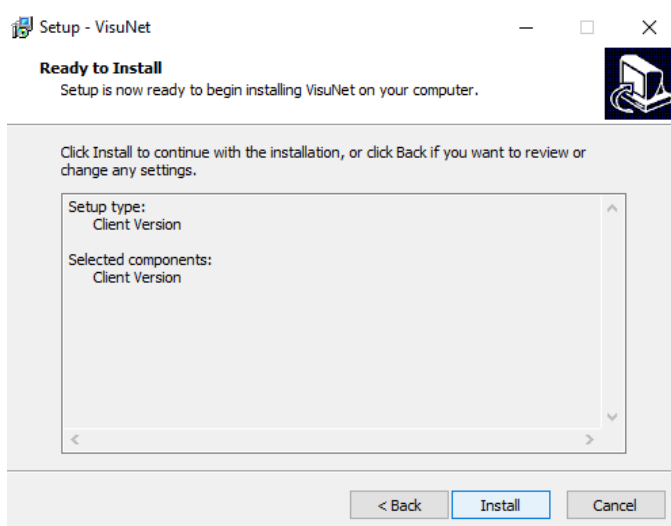 Setup - VisuNet
Ready to Install
Setup is now ready to begin installing VisuNet on your computer.
Click Install to continue with the installation, or click Back if you want to review or
change any settings.
Setup type:
Client Version
Selected components:
Client Version
< Back
Install
Cancel